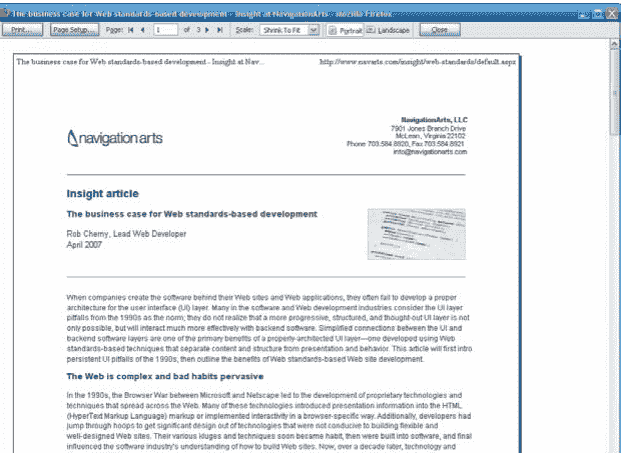 The business case for Web standards-based development - Insight at NavigationArts - Mozilla Firefox
Print... Page Setup... Page: 1 of 3 Scale: Shrink To Fit Portrait Landscape Close
The business case for Web standards-based development - Insight at Nav... http://www.navarts.com/insight/web-standards/default.aspx
NavigationArts, LLC
7901 Jones Branch Drive
McLean, Virginia 22102
Phone 703.584.8920, Fax 703.584.8921
info@navigationarts.com
navigationarts
Insight article
The business case for Web standards-based development
Rob Cherny, Lead Web Developer
April 2007
When companies create the software behind their Web sites and Web applications, they often fail to develop a proper
architecture for the user interface (UI) layer. Many in the software and Web development industries consider the UI layer
pitfalls from the 1990s as the norm; they do not realize that a more progressive, structured, and thought-out UI layer is not
only possible, but will interact much more effectively with backend software. Simplified connections between the UI and
backend software layers are one of the primary benefits of a properly-architected UI layer—one developed using Web
standards-based techniques that separate content and structure from presentation and behavior. This article will first into
persistent UI pitfalls of the 1990s, then outline the benefits of Web standards-based Web site development.
The Web is complex and bad habits pervasive
In the 1990s, the Browser War between Microsoft and Netscape led to the development of proprietary technologies and
techniques that spread across the Web. Many of these technologies introduced presentation information into the HTML
(HyperText Markup Language) markup or implemented interactivity in a browser-specific way. Additionally, developers had
jump through hoops to get significant design out of technologies that were not conducive to building flexible and
well-designed Web sites. Their various kluges and techniques soon became habit, then were built into software, and final
influenced the software industry's understanding of how to build Web sites. Now, over a decade later, technology and